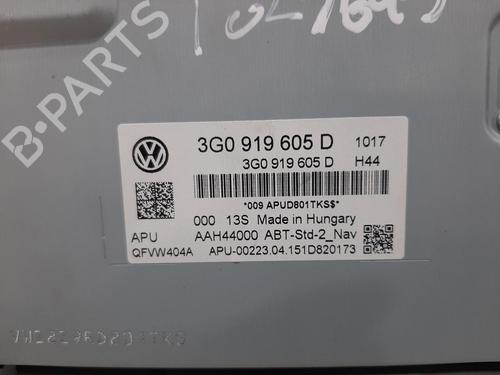 B-PARTS
3G0 919 605 D 1017
3G0 919 605 D H44
*009 APUD801TKS$*
000 13S Made in Hungary
APU AAH44000 ABT-Std-2_Nav
QFVW404A APU-00223.04.151D820173